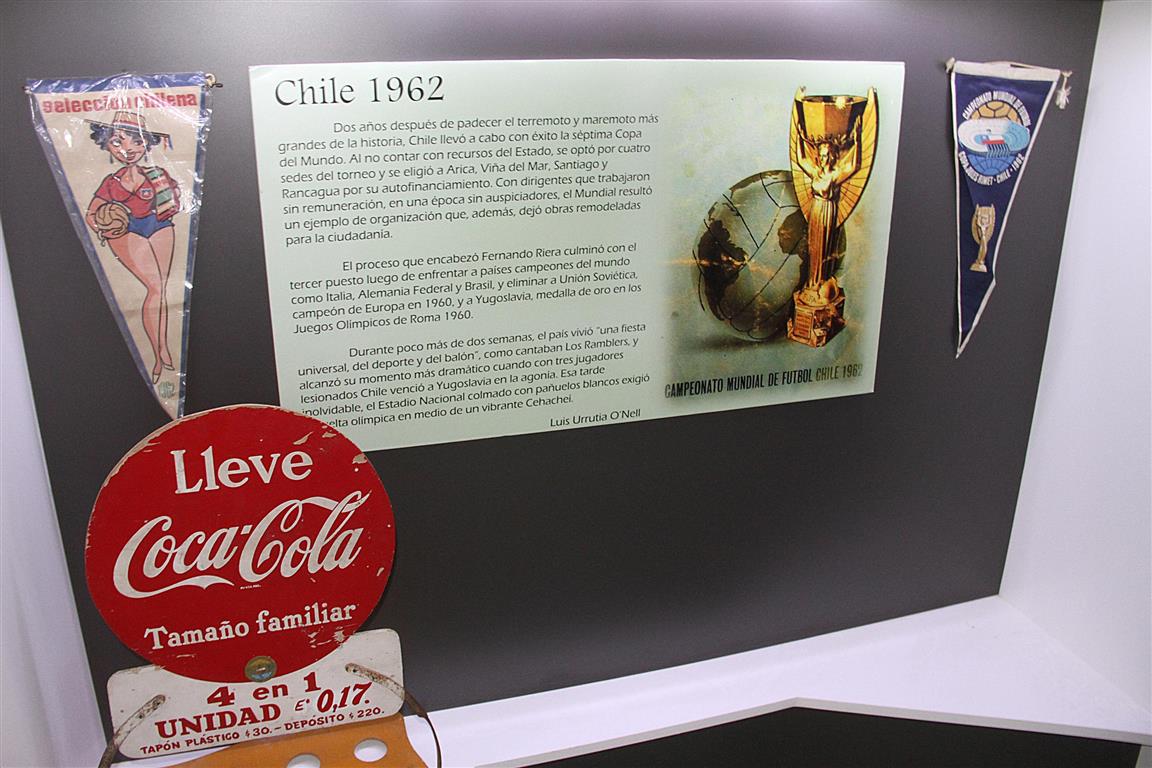 selección chilena
Chile 1962
Dos años después de padecer el terremoto y maremoto más
grandes de la historia, Chile llevó a cabo con éxito la séptima Copa
del Mundo. Al no contar con recursos del Estado, se optó por cuatro
sedes del torneo y se eligió a Arica, Viña del Mar, Santiago y
Rancagua por su autofinanciamiento. Con dirigentes que trabajaron
sin remuneración, en una época sin auspiciadores, el Mundial resultó
un ejemplo de organización que, además, dejó obras remodeladas
para la ciudadanía.
El proceso que encabezó Fernando Riera culminó con el
tercer puesto luego de enfrentar a países campeones del mundo
como Italia, Alemania Federal y Brasil, y eliminar a Unión Soviética,
campeón de Europa en 1960, y a Yugoslavia, medalla de oro en los
Juegos Olímpicos de Roma 1960.
Durante poco más de dos semanas, el país vivió "una fiesta
universal, del deporte y del balón", como cantaban Los Ramblers, y
alcanzó su momento más dramático cuando con tres jugadores
lesionados Chile venció a Yugoslavia en la agonía. Esa tarde
inolvidable, el Estadio Nacional colmado con pañuelos blancos exigió
elta olímpica en medio de un vibrante Cehachei.
Luis Urrutia O'Nell
CAMPEONATO MUNDIAL DE FUTBOL CHILE 1962
CAMPEONATO MUNDIAL DE FUTBOL
JULES RIMET - CHILE - 1962
Lleve
Coca-Cola
Tamaño familiar
4 en 1
UNIDAD Eº 0,17.
TAPÓN PLÁSTICO $30.- DEPÓSITO $220.